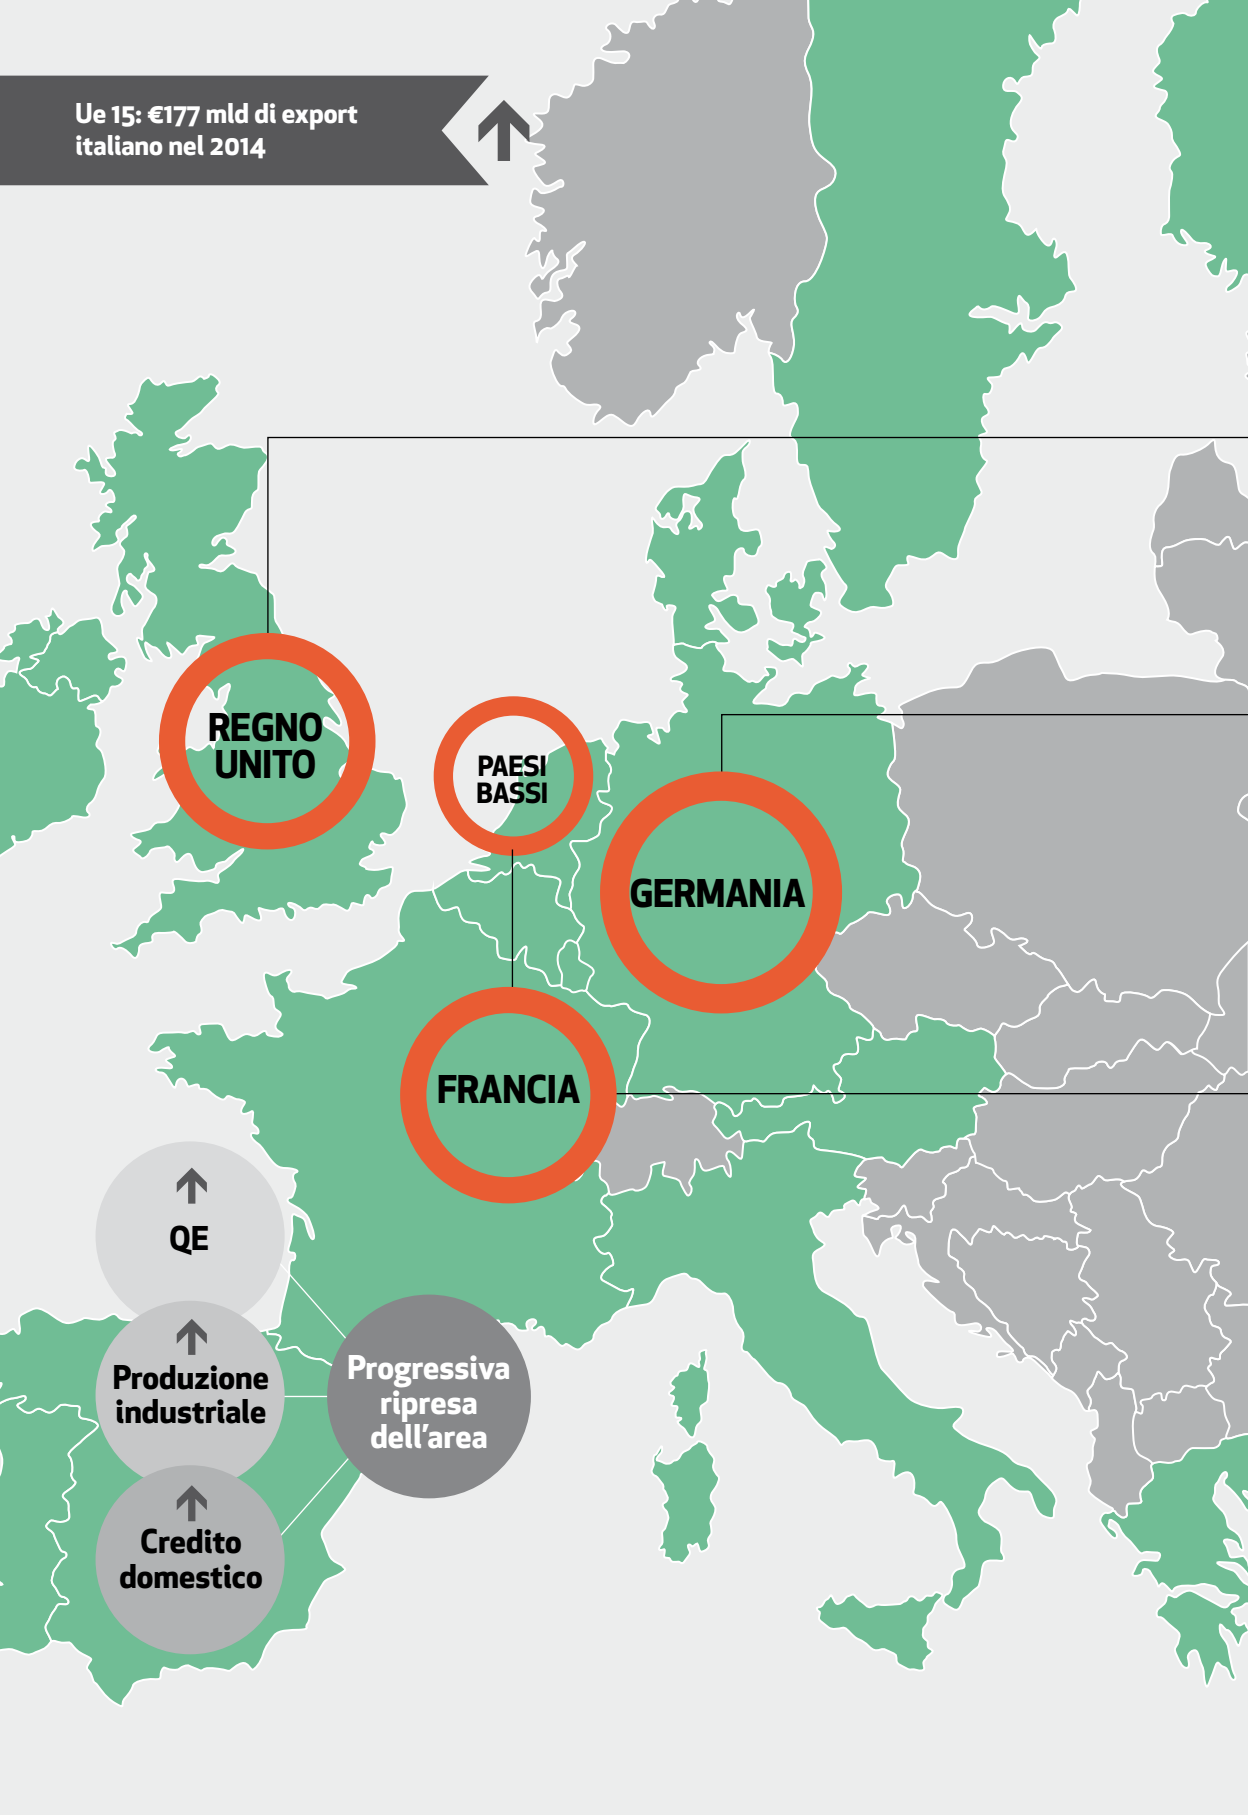 Ue 15: €177 mld di export
italiano nel 2014
REGNO
UNITO
PAESI
BASSI
GERMANIA
FRANCIA
QE
Produzione
industriale
Credito
domestico
Progressiva
ripresa
dell'area